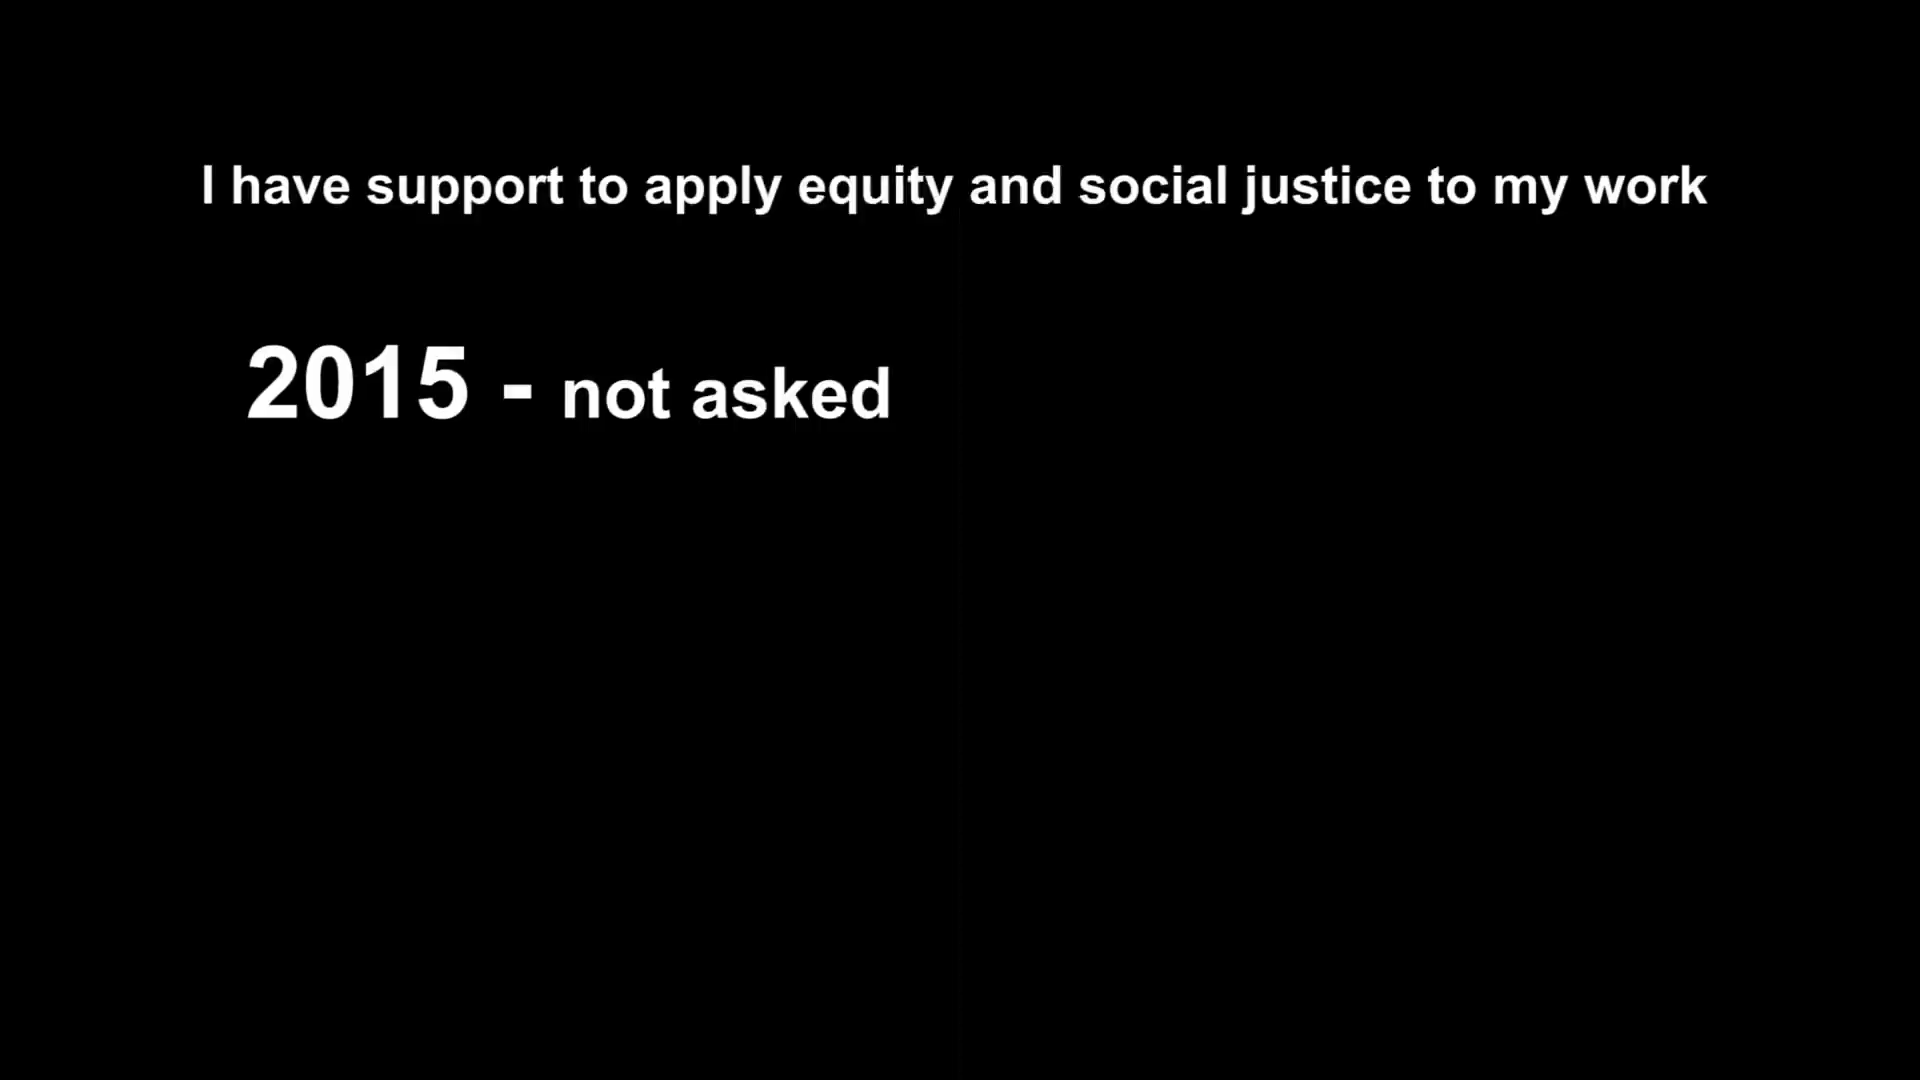 I have support to apply equity and social justice to my work
2015 - not asked